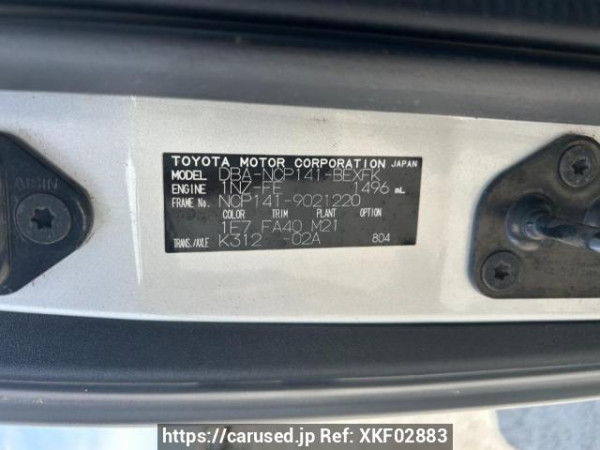 AISIN
TOYOTA MOTOR CORPORATION JAPAN
MODEL DBA-NCP141-BEXFK
ENGINE 1NZ-FE 1496 mL
FRAME No. NCP141-9021220
COLOR TRIM PLANT OPTION
1E7 FA40 M21
TRANS./AXLE K312 -02A 804
https://carused.jp Ref: XKF02883